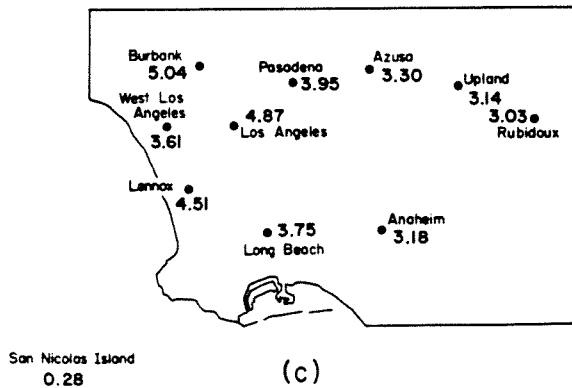 Burbank
5.04
Pasadena
3.95
Azusa
3.30
Upland
3.14
West Los
Angeles
3.61
4.87
Los Angeles
3.03
Rubidoux
Lennox
4.51
3.75
Long Beach
Anaheim
3.18
San Nicolas Island
0.28
(c)